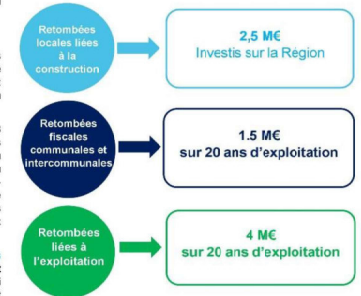 Retombées
locales liées
à la
construction
2,5 M€
Investis sur la Région
Retombées
fiscales
communales et
intercommunales
1.5 M€
sur 20 ans d'exploitation
Retombées
liées à
l'exploitation
4 M€
sur 20 ans d'exploitation